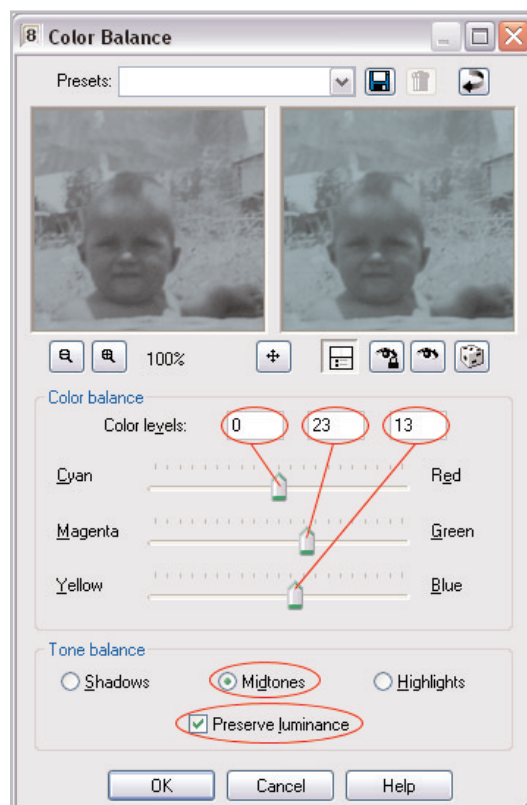 8 Color Balance
Presets:
100%
Color balance
Color levels: 0 23 13
Cyan Red
Magenta Green
Yellow Blue
Tone balance
Shadows Midtones Highlights
Preserve luminance
OK Cancel Help